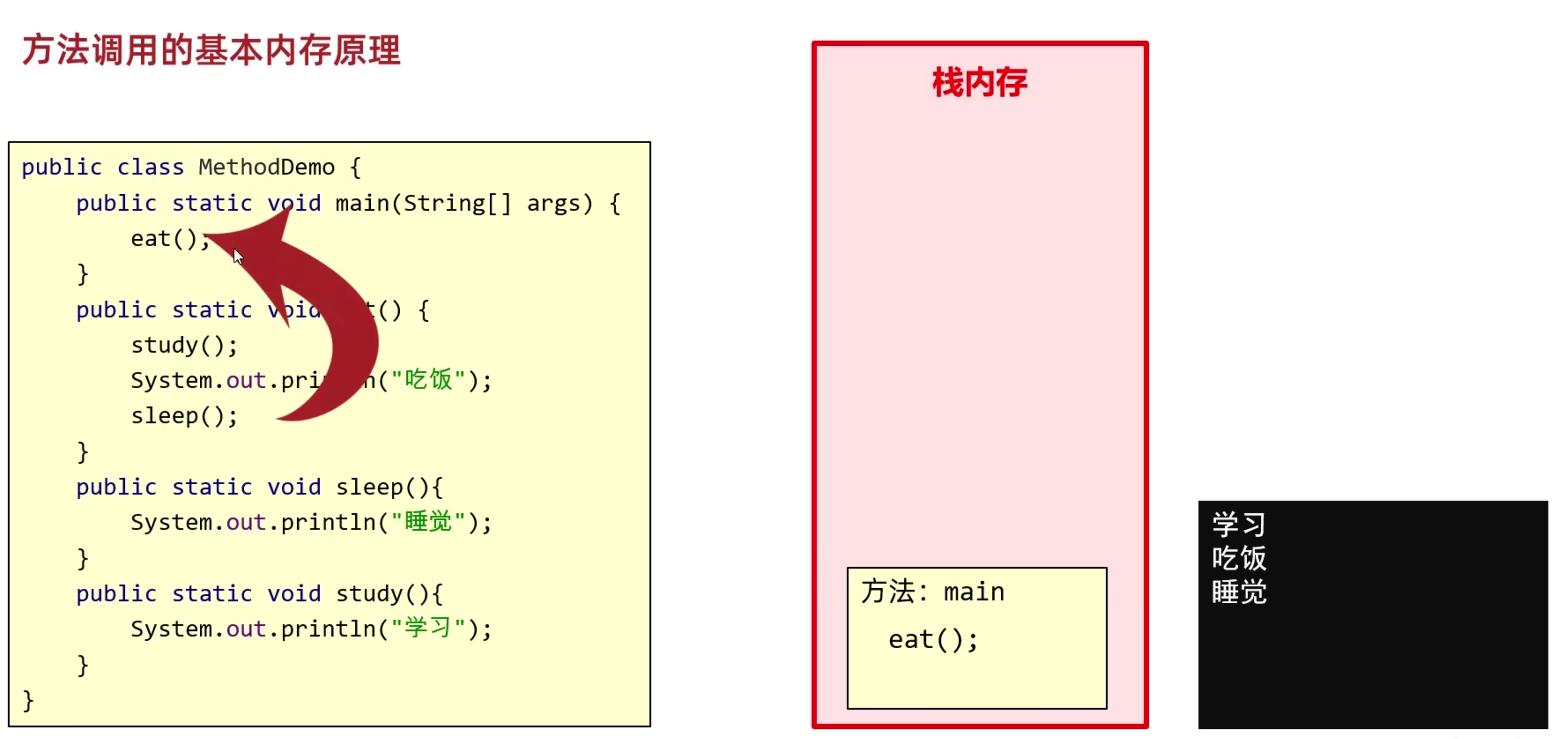 方法调用的基本内存原理
public class MethodDemo {
public static void main(String[] args) {
eat();
}
public static void t() {
study();
System.out.println("吃饭");
sleep();
}
public static void sleep(){
System.out.println("睡觉");
}
public static void study(){
System.out.println("学习");
}
}
栈内存
方法: main
eat();
学习
吃饭
睡觉